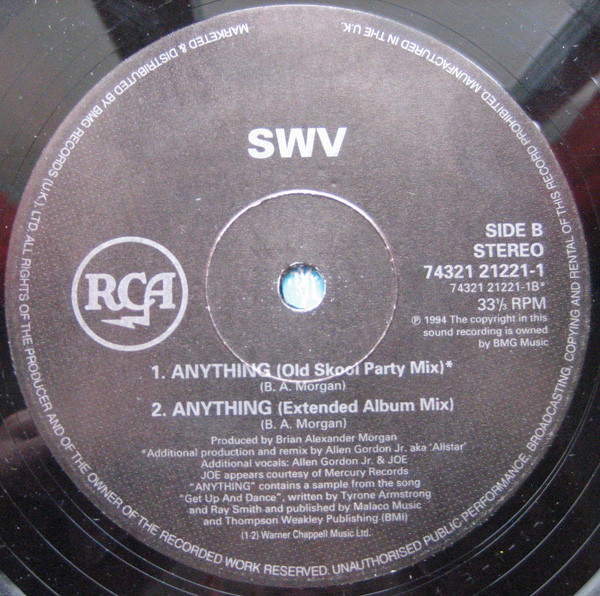 SWV
RCA
SIDE B
STEREO
74321 21221-1
74321 21221-1B*
33⅓ RPM
℗ 1994 The copyright in this
sound recording is owned
by BMG Music
1. ANYTHING (Old Skool Party Mix)*
(B. A. Morgan)
2. ANYTHING (Extended Album Mix)
(B. A. Morgan)
Produced by Brian Alexander Morgan
*Additional production and remix by Allen Gordon Jr. aka 'Allstar'
Additional vocals: Allen Gordon Jr. & JOE
JOE appears courtesy of Mercury Records
"ANYTHING" contains a sample from the song
"Get Up And Dance", written by Tyrone Armstrong
and Ray Smith and published by Malaco Music
and Thompson Weakley Publishing (BMI)
(1-2) Warner Chappell Music Ltd.
MARKETED & DISTRIBUTED BY BMG RECORDS (U.K.) LTD. ALL RIGHTS OF THE PRODUCER AND OF THE OWNER OF THE RECORDED WORK RESERVED. UNAUTHORISED PUBLIC PERFORMANCE, BROADCASTING, COPYING AND RENTAL OF THIS RECORD PROHIBITED. MAUNFACTURED IN THE U.K.